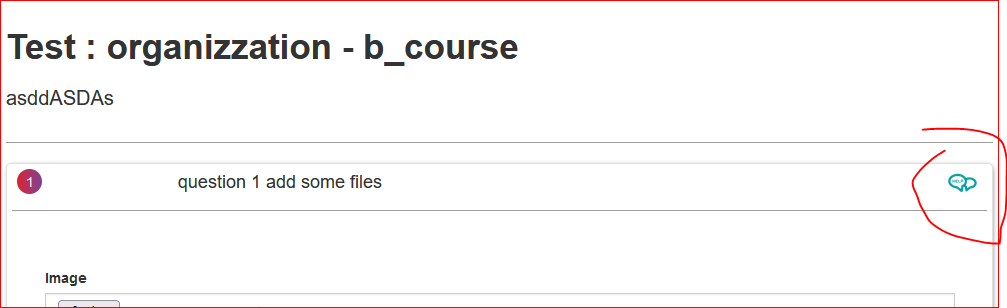 Test : organizzation - b_course
asddASDAs
1 question 1 add some files HELP
Image